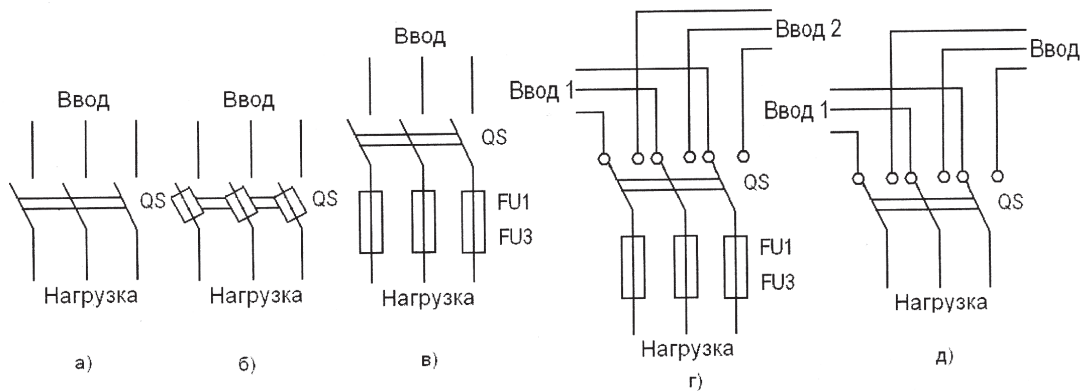 Ввод
QS
Нагрузка
а)
Ввод
QS
Нагрузка
б)
Ввод
QS
FU1
FU3
Нагрузка
в)
Ввод 2
Ввод 1
QS
FU1
FU3
Нагрузка
г)
Ввод
Ввод 1
QS
Нагрузка
д)